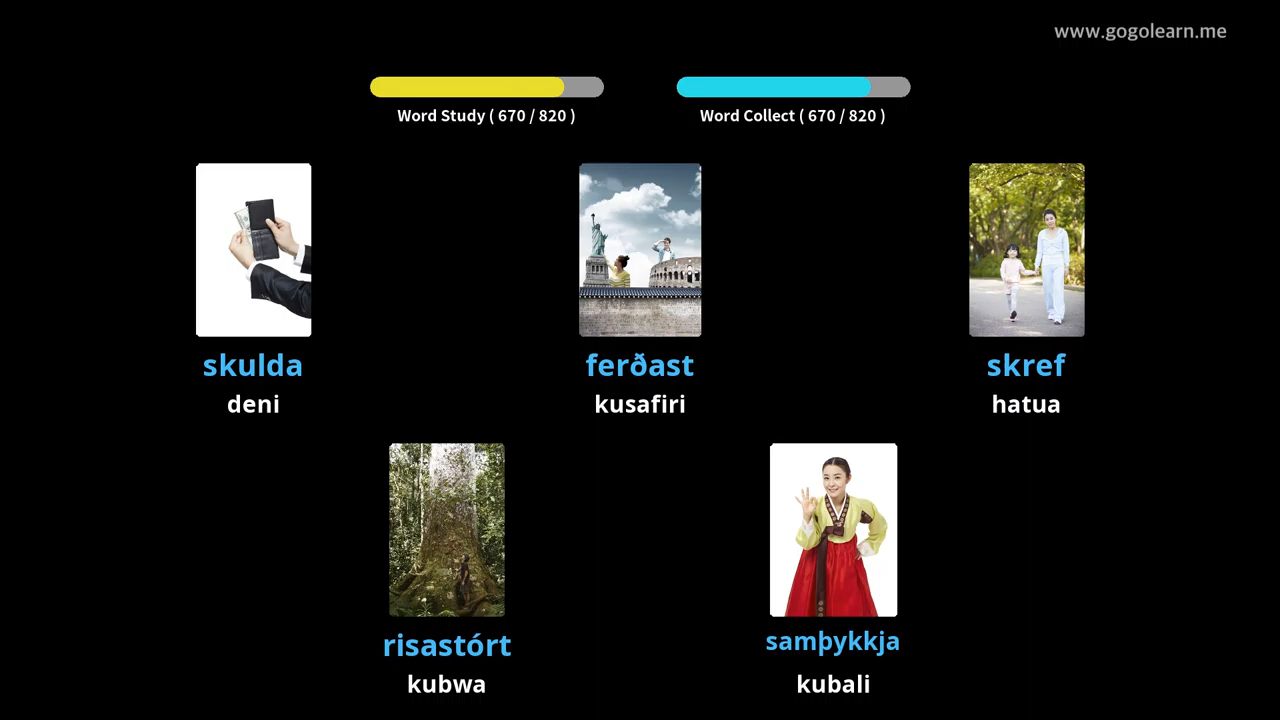 www.gogolearn.me
Word Study ( 670 / 820 )
Word Collect ( 670 / 820 )
skulda
deni
ferðast
kusafiri
skref
hatua
risastórt
kubwa
samþykkja
kubali